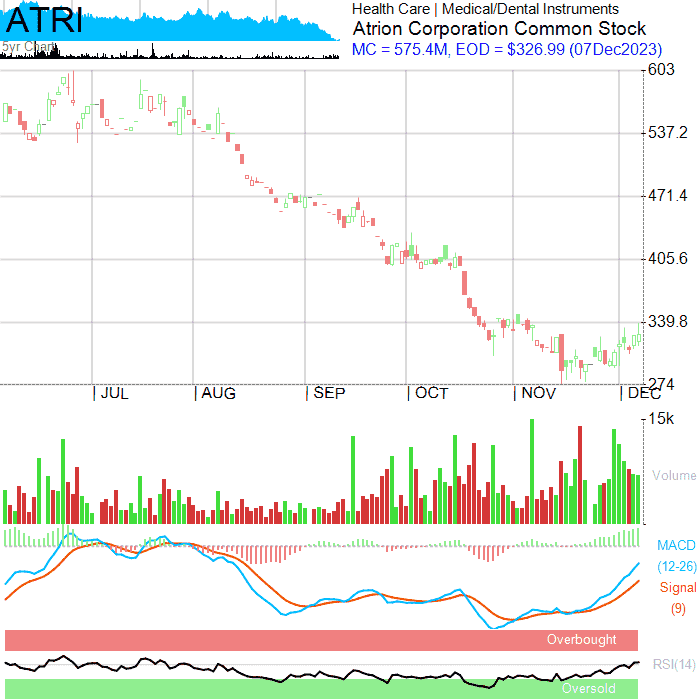 ATRI
5yr Chart
Health Care | Medical/Dental Instruments
Atrion Corporation Common Stock
MC = 575.4M, EOD = $326.99 (07Dec2023)
603
537.2
471.4
405.6
339.8
274
JUL
AUG
SEP
OCT
NOV
DEC
15k
Volume
MACD
(12-26)
Signal
(9)
Overbought
RSI(14)
Oversold